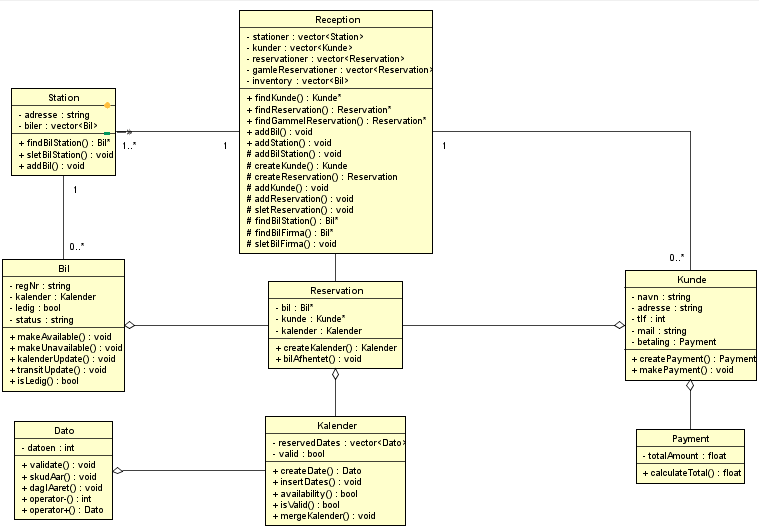 Reception
- stationer : vector<Station>
- kunder : vector<Kunde>
- reservationer : vector<Reservation>
- gamleReservationer : vector<Reservation>
- inventory : vector<Bil>
+ findKunde() : Kunde*
+ findReservation() : Reservation*
+ findGammelReservation() : Reservation*
+ addBil() : void
+ addStation() : void
# addBilStation() : void
# createKunde() : Kunde
# createReservation() : Reservation
# addKunde() : void
# addReservation() : void
# sletReservation() : void
# findBilStation() : Bil*
# findBilFirma() : Bil*
# sletBilFirma() : void
Station
- adresse : string
- biler : vector<Bil>
+ findBilStation() : Bil*
+ sletBilStation() : void
+ addBil() : void
1..*
1
1
1
0..*
0..*
Bil
- regNr : string
- kalender : Kalender
- ledig : bool
- status : string
+ makeAvailable() : void
+ makeUnavailable() : void
+ kalenderUpdate() : void
+ transitUpdate() : void
+ isLedig() : bool
Reservation
- bil : Bil*
- kunde : Kunde*
- kalender : Kalender
+ createKalender() : Kalender
+ bilAfhentet() : void
Kunde
- navn : string
- adresse : string
- tlf : int
- mail : string
- betaling : Payment
+ createPayment() : Payment
+ makePayment() : void
Dato
- datoen : int
+ validate() : void
+ skudAar() : void
+ dagIAaret() : void
+ operator-() : int
+ operator+() : Dato
Kalender
- reservedDates : vector<Dato>
- valid : bool
+ createDate() : Dato
+ insertDates() : void
+ availability() : bool
+ isValid() : bool
+ mergeKalender() : void
Payment
- totalAmount : float
+ calculateTotal() : float